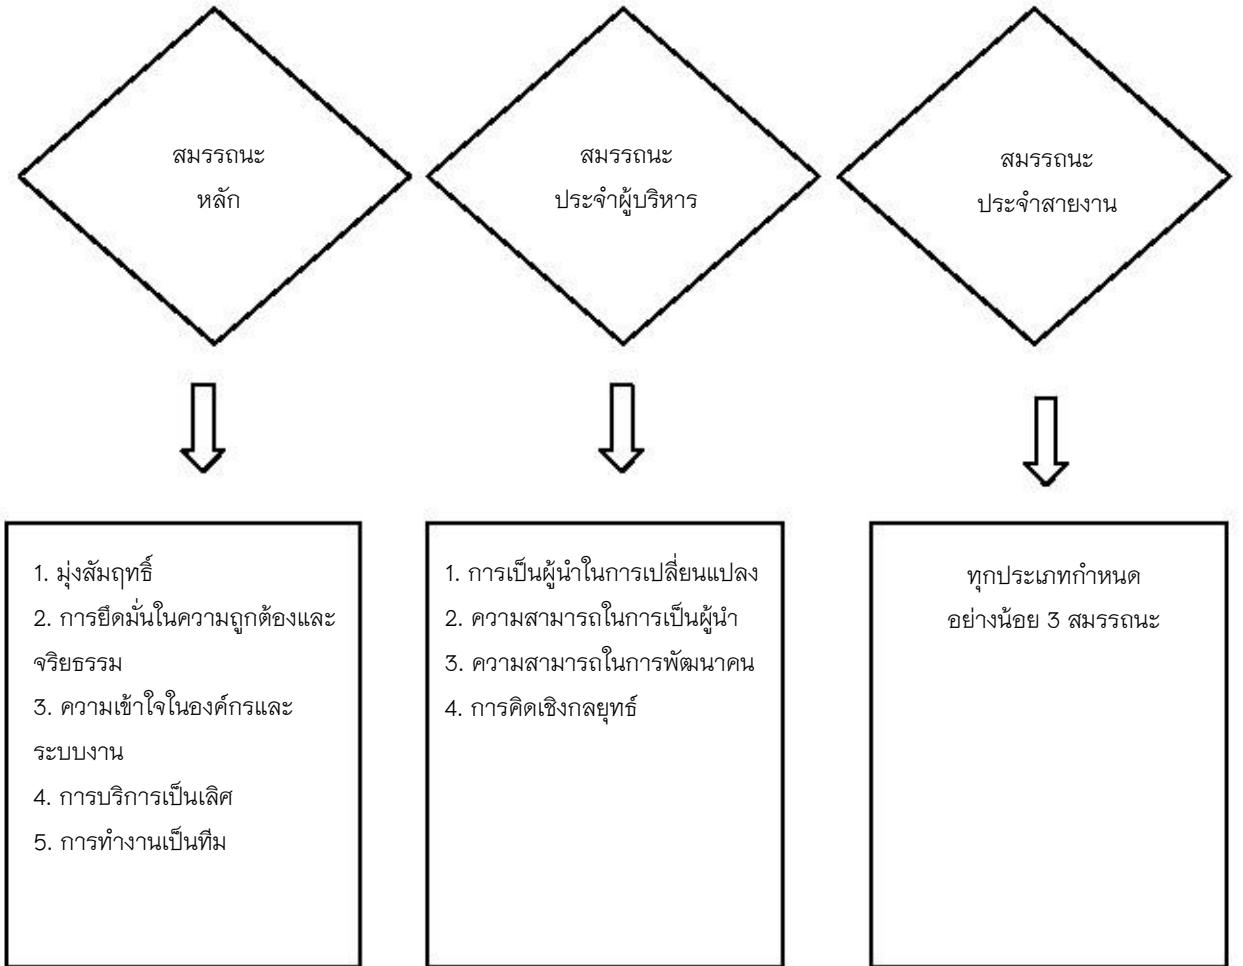 สมรรถนะ
หลัก
สมรรถนะ
ประจำผู้บริหาร
สมรรถนะ
ประจำสายงาน
1. มุ่งสัมฤทธิ์
2. การยึดมั่นในความถูกต้องและ
จริยธรรม
3. ความเข้าใจในองค์กรและ
ระบบงาน
4. การบริการเป็นเลิศ
5. การทำงานเป็นทีม
1. การเป็นผู้นำในการเปลี่ยนแปลง
2. ความสามารถในการเป็นผู้นำ
3. ความสามารถในการพัฒนาคน
4. การคิดเชิงกลยุทธ์
ทุกประเภทกำหนด
อย่างน้อย 3 สมรรถนะ